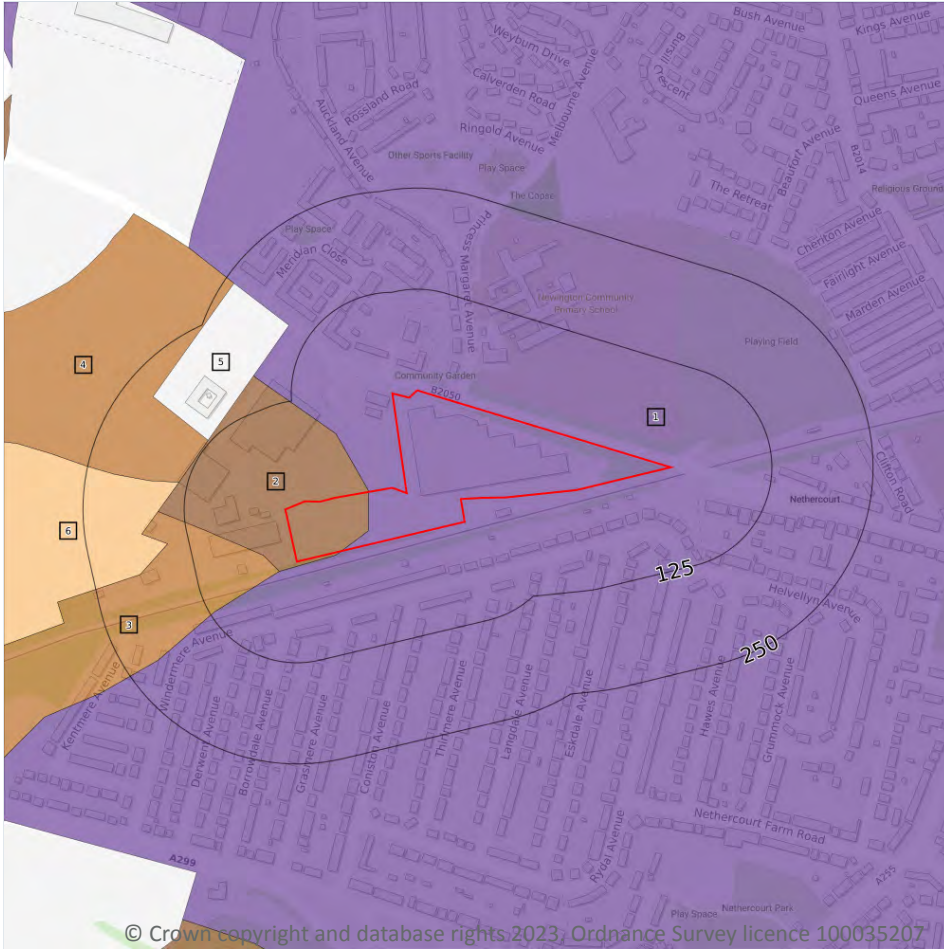 Bush Avenue
Kings Avenue
Weyburn Drive
Bursill Crescent
Calverden Road
Melbourne Avenue
Rossland Road
Auckland Avenue
Queens Avenue
Ringold Avenue
Beaufort Avenue
B2014
Other Sports Facility
Play Space
The Copse
The Retreat
Religious Ground
Princess Margaret Avenue
Play Space
Cheriton Avenue
Meridian Close
Fairlight Avenue
Newington Community
Primary School
Marden Avenue
Playing Field
4
5
Community Garden
B2050
1
2
Clifton Road
Nethercourt
6
125
Helvellyn Avenue
3
Windermere Avenue
250
Kentmere Avenue
Derwent Avenue
Borrowdale Avenue
Grasmere Avenue
Coniston Avenue
Thirlmere Avenue
Langdale Avenue
Eskdale Avenue
Hawes Avenue
Grummock Avenue
Nethercourt Farm Road
Rydal Avenue
A299
A255
Nethercourt Park
Play Space
© Crown copyright and database rights 2023, Ordnance Survey licence 100035207